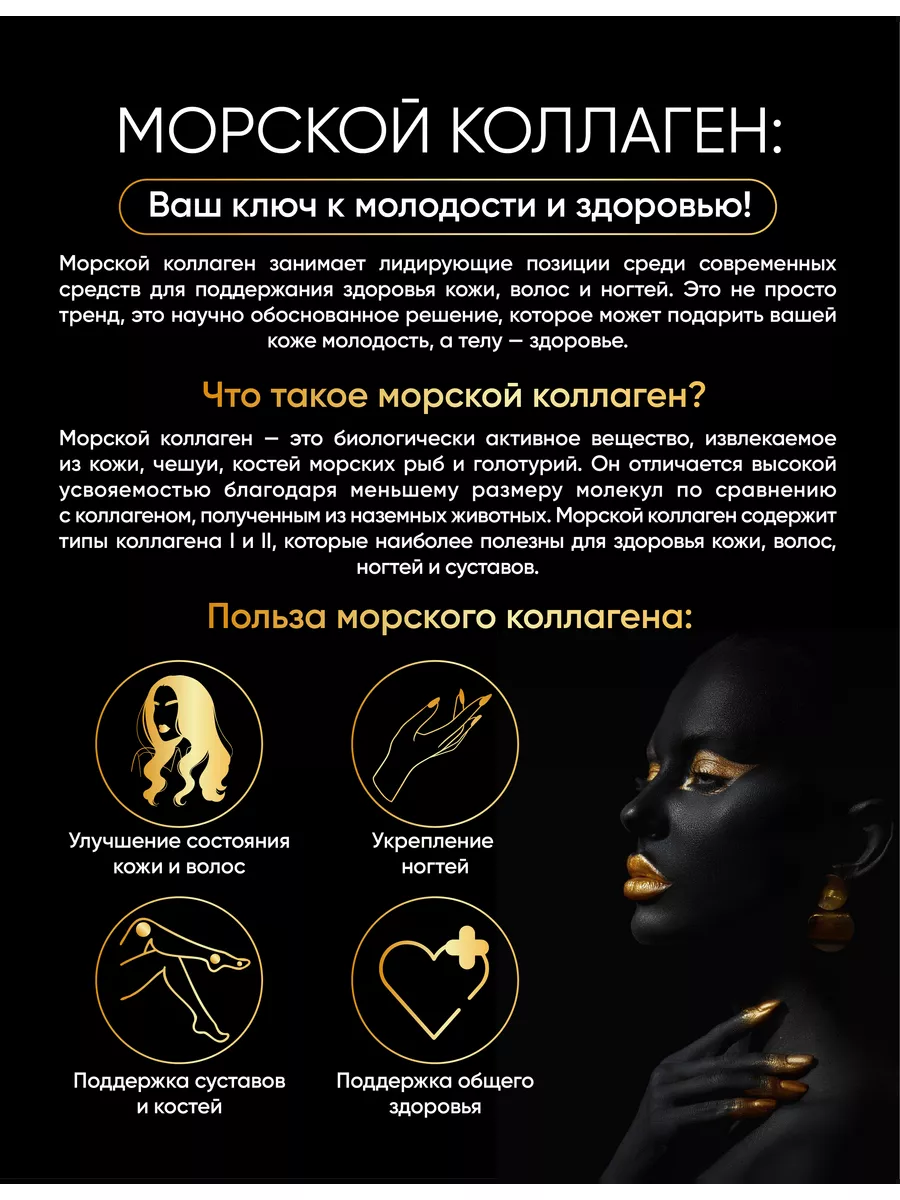 МОРСКОЙ КОЛЛАГЕН:
Ваш ключ к молодости и здоровью!
Морской коллаген занимает лидирующие позиции среди современных
средств для поддержания здоровья кожи, волос и ногтей. Это не просто
тренд, это научно обоснованное решение, которое может подарить вашей
коже молодость, а телу — здоровье.
Что такое морской коллаген?
Морской коллаген — это биологически активное вещество, извлекаемое
из кожи, чешуи, костей морских рыб и голотурий. Он отличается высокой
усвояемостью благодаря меньшему размеру молекул по сравнению
с коллагеном, полученным из наземных животных. Морской коллаген содержит
типы коллагена I и II, которые наиболее полезны для здоровья кожи, волос,
ногтей и суставов.
Польза морского коллагена:
Улучшение состояния
кожи и волос
Укрепление
ногтей
Поддержка суставов
и костей
Поддержка общего
здоровья